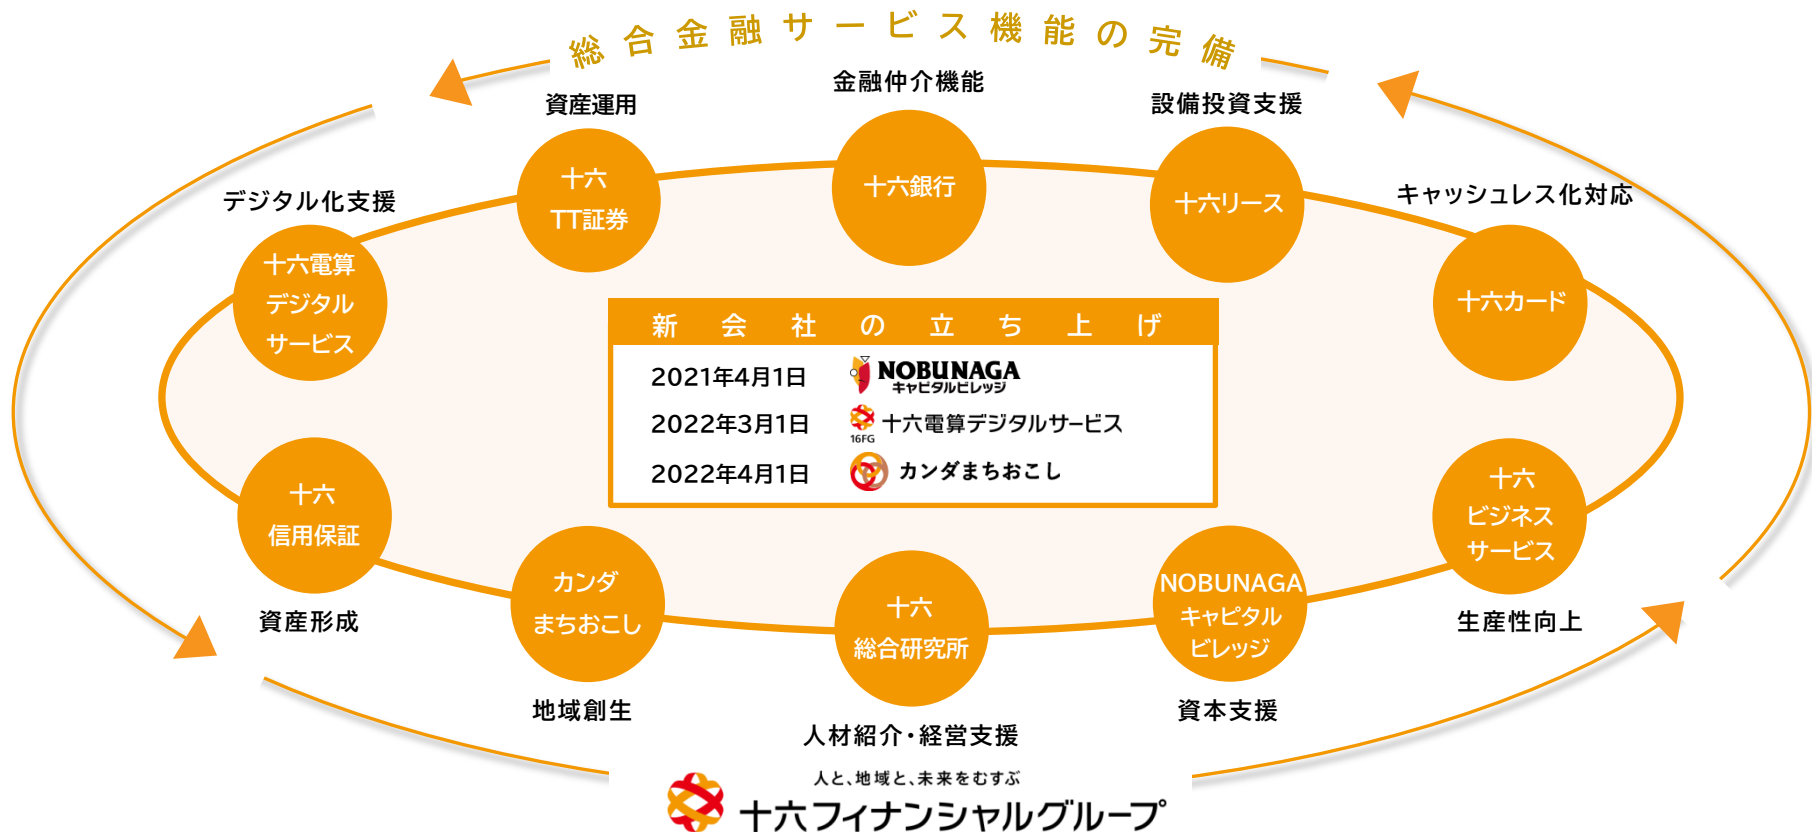 総合金融サービス機能の完備
金融仲介機能
資産運用
設備投資支援
デジタル化支援
キャッシュレス化対応
十六
TT証券
十六銀行
十六リース
十六電算
デジタル
サービス
十六カード
新会社の立ち上げ
2021年4月1日
NOBUNAGA
キャピタルビレッジ
2022年3月1日
16FG
十六電算デジタルサービス
2022年4月1日
カンダまちおこし
十六
信用保証
資産形成
カンダ
まちおこし
地域創生
十六
総合研究所
人材紹介・経営支援
NOBUNAGA
キャピタル
ビレッジ
資本支援
十六
ビジネス
サービス
生産性向上
人と、地域と、未来をむすぶ
十六フィナンシャルグループ